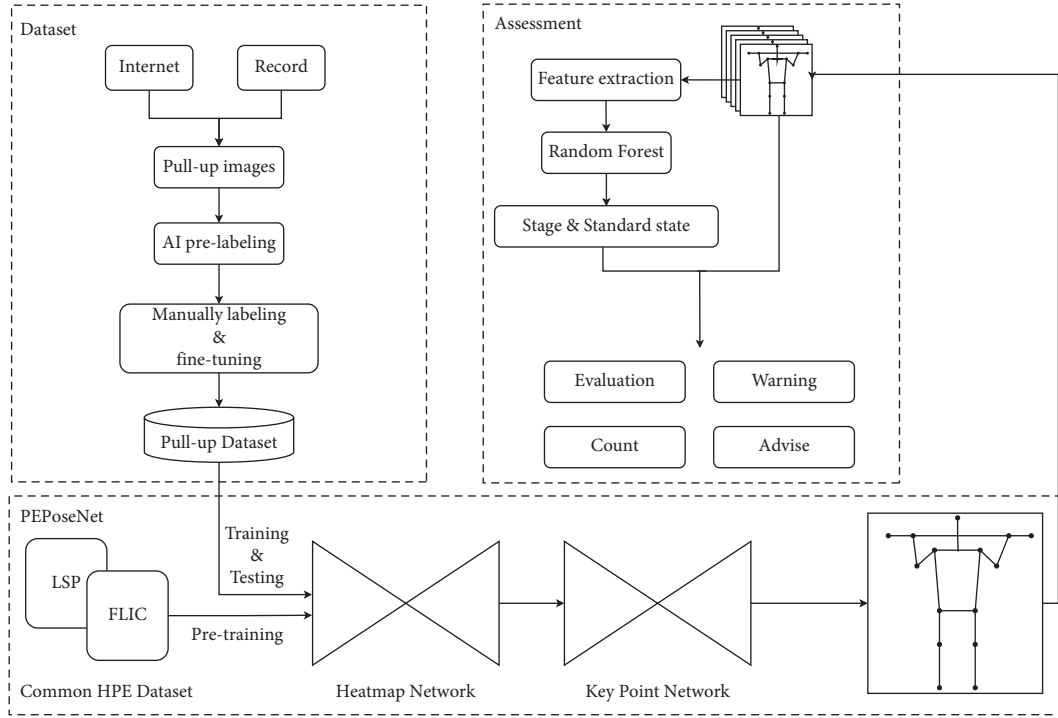 Dataset
Internet
Record
Pull-up images
AI pre-labeling
Manually labeling
&
fine-tuning
Pull-up Dataset
Assessment
Feature extraction
Random Forest
Stage & Standard state
Evaluation
Warning
Count
Advise
PEPoseNet
LSP
FLIC
Common HPE Dataset
Training
&
Testing
Pre-training
Heatmap Network
Key Point Network